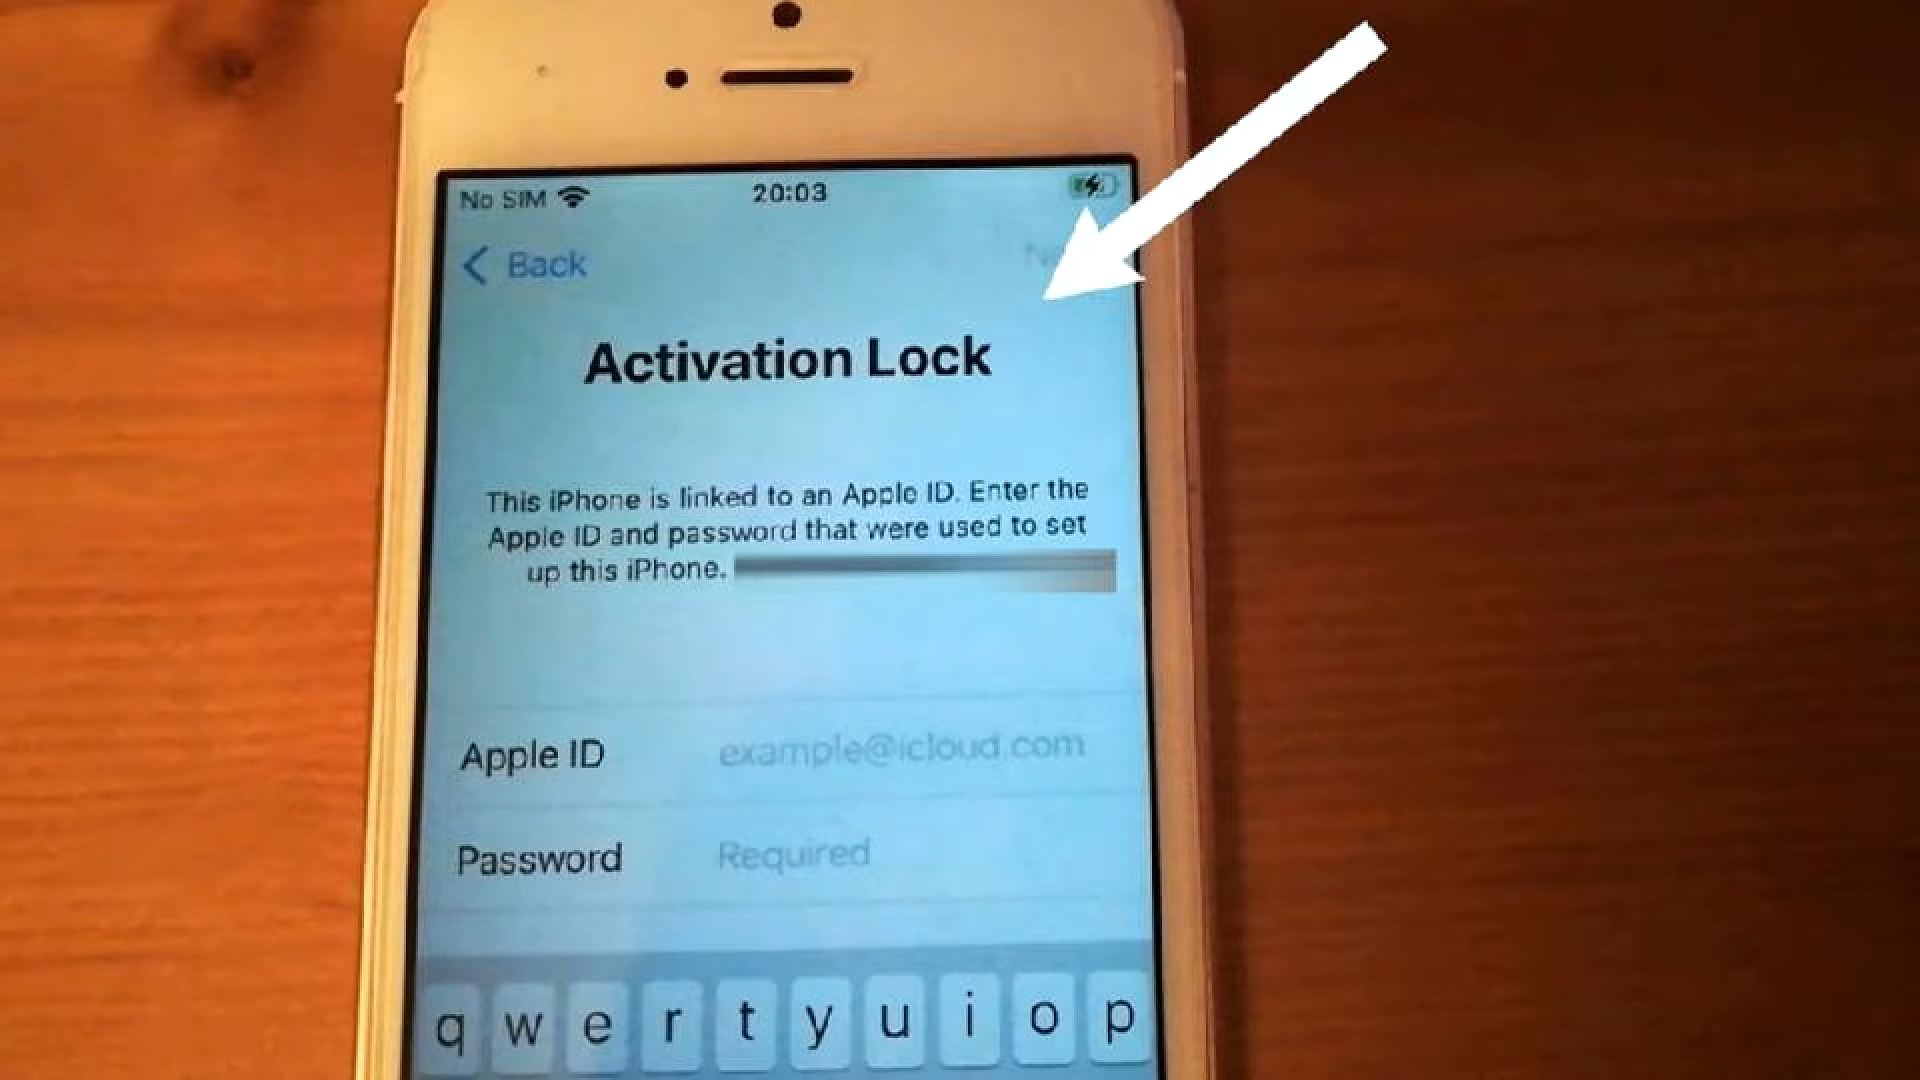 No SIM
20:03
Back
Activation Lock
This iPhone is linked to an Apple ID. Enter the
Apple ID and password that were used to set
up this iPhone.
Apple ID example@icloud.com
Password Required
q w e r t y u i o p